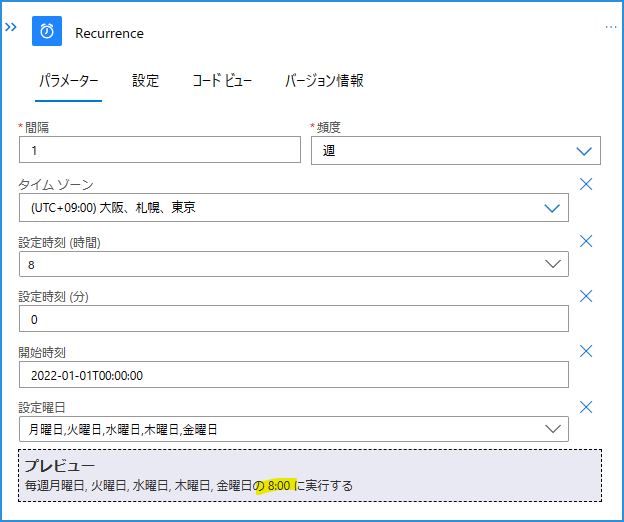 Recurrence
パラメーター 設定 コード ビュー バージョン情報
*間隔 *頻度
1 週
タイム ゾーン
(UTC+09:00) 大阪、札幌、東京
設定時刻 (時間)
8
設定時刻 (分)
0
開始時刻
2022-01-01T00:00:00
設定曜日
月曜日,火曜日,水曜日,木曜日,金曜日
プレビュー
毎週月曜日, 火曜日, 水曜日, 木曜日, 金曜日の 8:00 に実行する